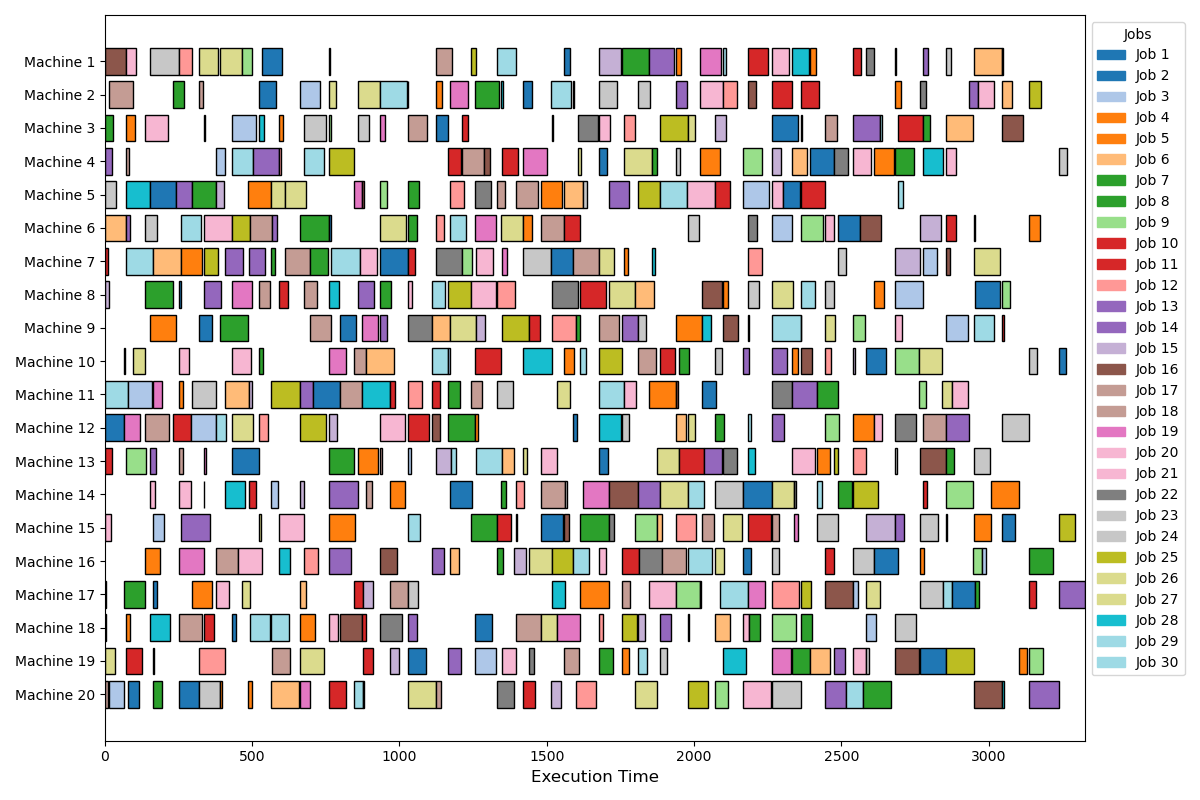 Jobs
Machine 1
Machine 2
Machine 3
Machine 4
Machine 5
Machine 6
Machine 7
Machine 8
Machine 9
Machine 10
Machine 11
Machine 12
Machine 13
Machine 14
Machine 15
Machine 16
Machine 17
Machine 18
Machine 19
Machine 20
Job 1
Job 2
Job 3
Job 4
Job 5
Job 6
Job 7
Job 8
Job 9
Job 10
Job 11
Job 12
Job 13
Job 14
Job 15
Job 16
Job 17
Job 18
Job 19
Job 20
Job 21
Job 22
Job 23
Job 24
Job 25
Job 26
Job 27
Job 28
Job 29
Job 30
0 500 1000 1500 2000 2500 3000
Execution Time